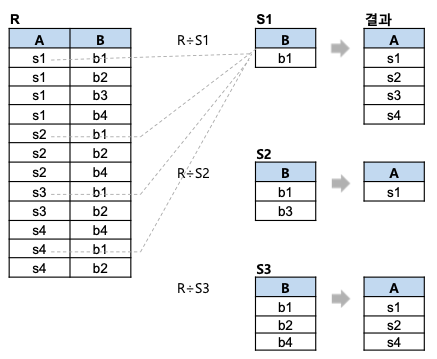 R
A B
s1 b1
s1 b2
s1 b3
s1 b4
s2 b1
s2 b2
s2 b4
s3 b1
s3 b2
s4 b4
s4 b1
s4 b2
R÷S1
S1
B
b1
결과
A
s1
s2
s3
s4
R÷S2
S2
B
b1
b3
A
s1
R÷S3
S3
B
b1
b2
b4
A
s1
s2
s4